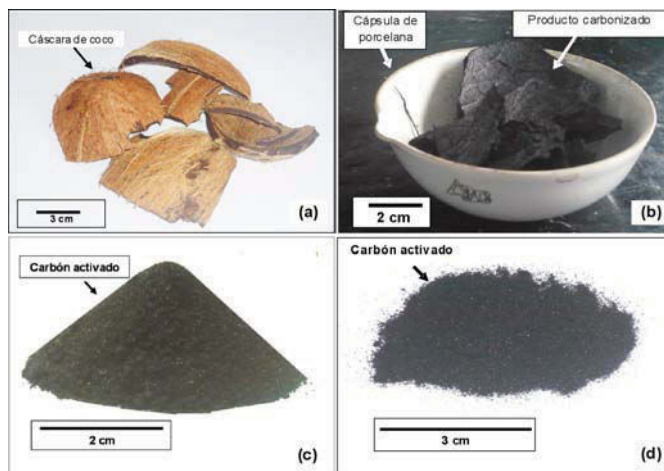 Cáscara de coco
3 cm
(a)
Cápsula de
porcelana
Producto carbonizado
2 cm
(b)
Carbón activado
2 cm
(c)
Carbón activado
3 cm
(d)